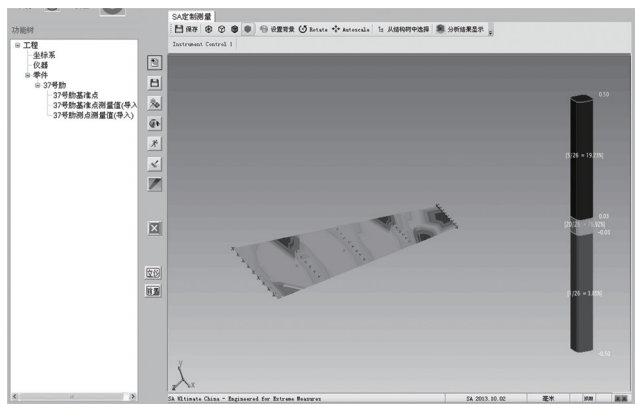 SA定制测量
功能树
保存
设置背景
Rotate
Autoscale
从结构树中选择
分析结果显示
Instrument Control 1
工程
坐标系
仪器
零件
37号肋
37号肋基准点
37号肋基准点测量值(导入
37号肋测点测量值(导入)
0.50
[5/26 = 19.23%]
0.03
[20/26 = 76.92%]
-0.03
[1/26 = 3.85%]
-0.50
Y
Z
X
SA Ultimate China - Engineered for Extreme Measures
SA 2013.10.02
毫米